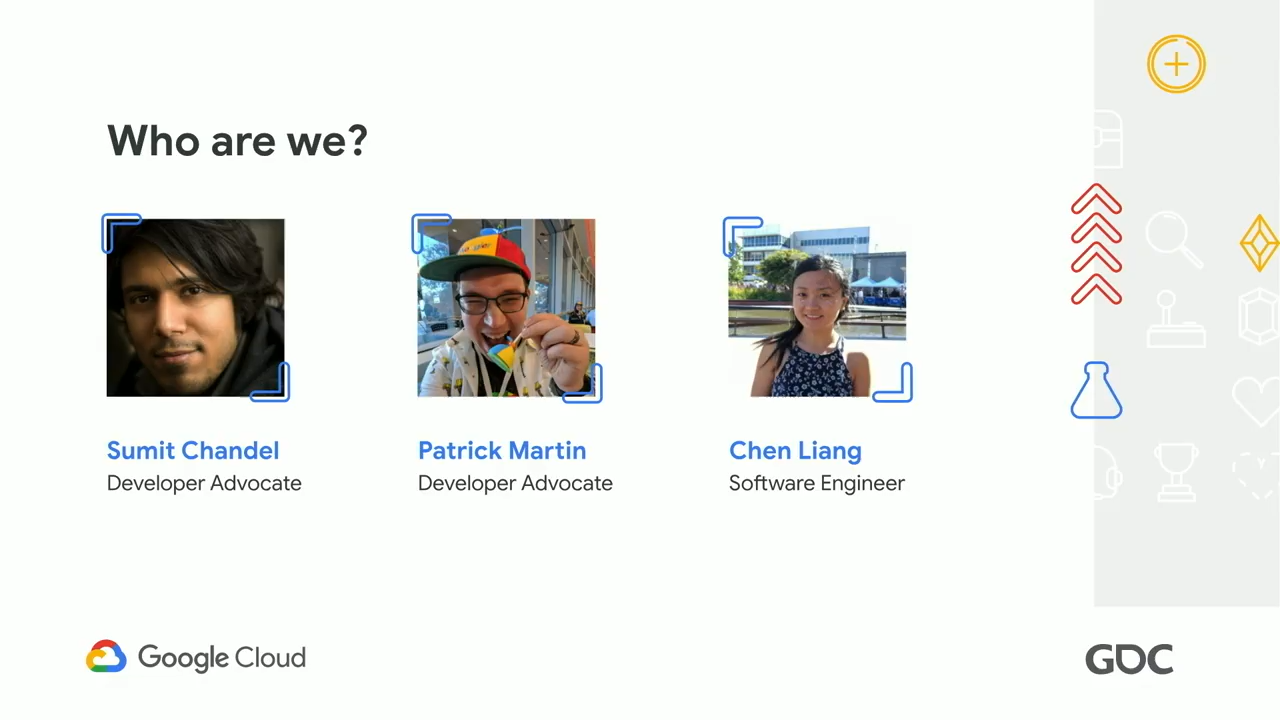 Who are we?
Sumit Chandel
Developer Advocate
Patrick Martin
Developer Advocate
Chen Liang
Software Engineer
Google Cloud
GDC